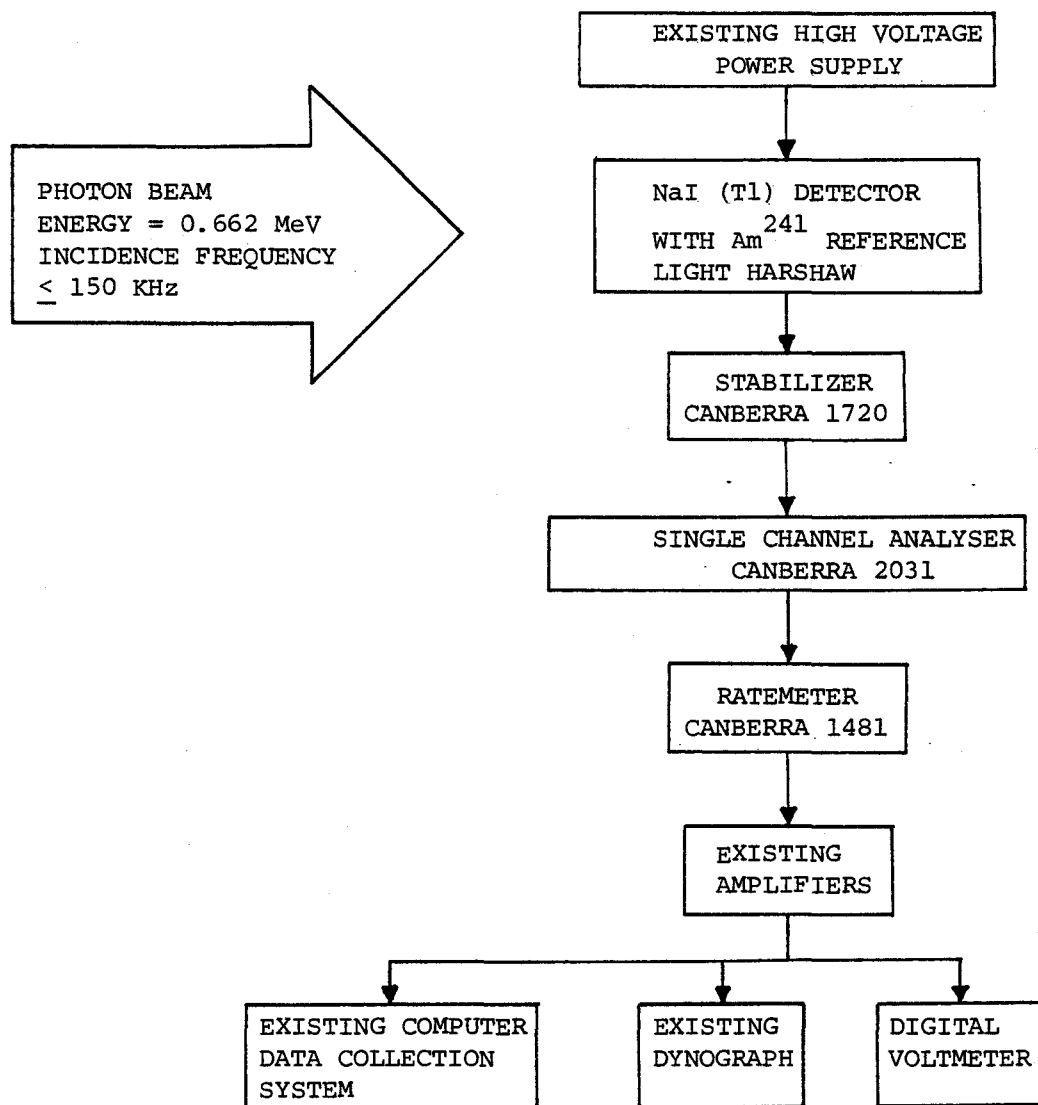 EXISTING HIGH VOLTAGE
POWER SUPPLY
PHOTON BEAM
ENERGY = 0.662 MeV
INCIDENCE FREQUENCY
≤ 150 KHz
NaI (Tl) DETECTOR
WITH Am241 REFERENCE
LIGHT HARSHAW
STABILIZER
CANBERRA 1720
SINGLE CHANNEL ANALYSER
CANBERRA 2031
RATEMETER
CANBERRA 1481
EXISTING
AMPLIFIERS
EXISTING COMPUTER
DATA COLLECTION
SYSTEM
EXISTING
DYNOGRAPH
DIGITAL
VOLTMETER